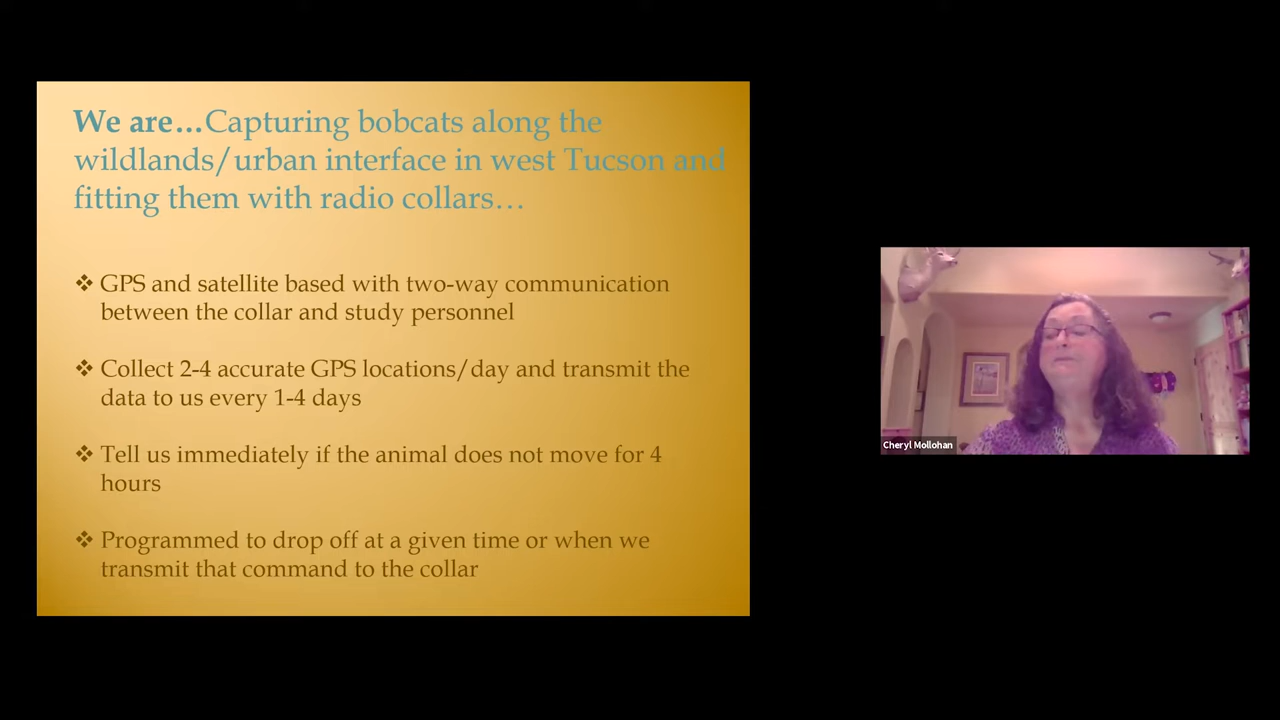 We are…Capturing bobcats along the
wildlands/urban interface in west Tucson and
fitting them with radio collars…
❖ GPS and satellite based with two-way communication
between the collar and study personnel
❖ Collect 2-4 accurate GPS locations/day and transmit the
data to us every 1-4 days
❖ Tell us immediately if the animal does not move for 4
hours
❖ Programmed to drop off at a given time or when we
transmit that command to the collar
Cheryl Mollohan